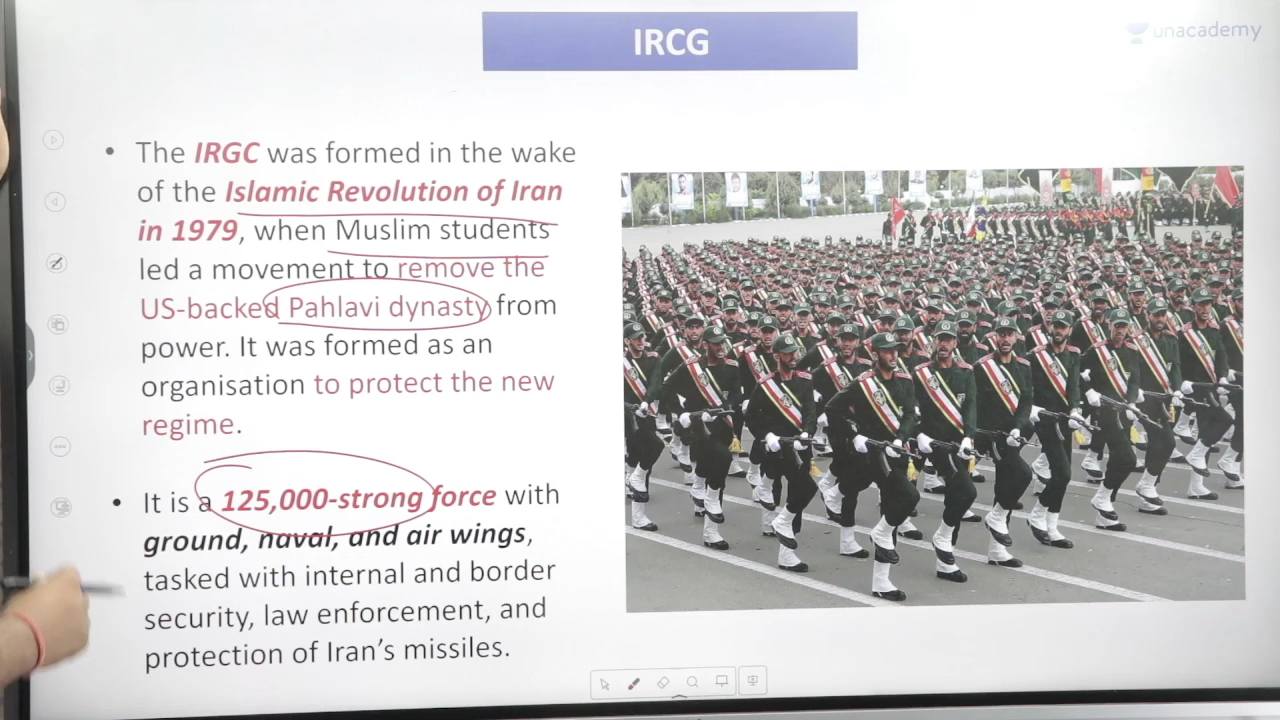 IRCG
unacademy
The IRGC was formed in the wake
of the Islamic Revolution of Iran
in 1979, when Muslim students
led a movement to remove the
US-backed Pahlavi dynasty from
power. It was formed as an
organisation to protect the new
regime.
It is a 125,000-strong force with
ground, naval, and air wings,
tasked with internal and border
security, law enforcement, and
protection of Iran’s missiles.